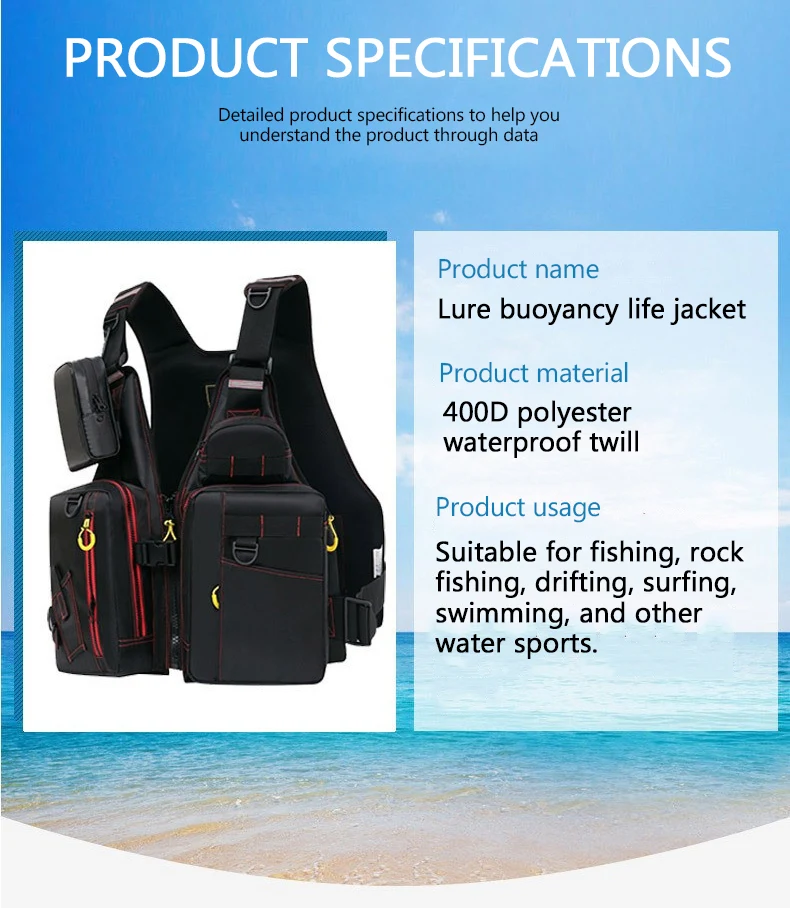 PRODUCT SPECIFICATIONS
Detailed product specifications to help you
understand the product through data
Product name
Lure buoyancy life jacket
Product material
400D polyester
waterproof twill
Product usage
Suitable for fishing, rock
fishing, drifting, surfing,
swimming, and other
water sports.